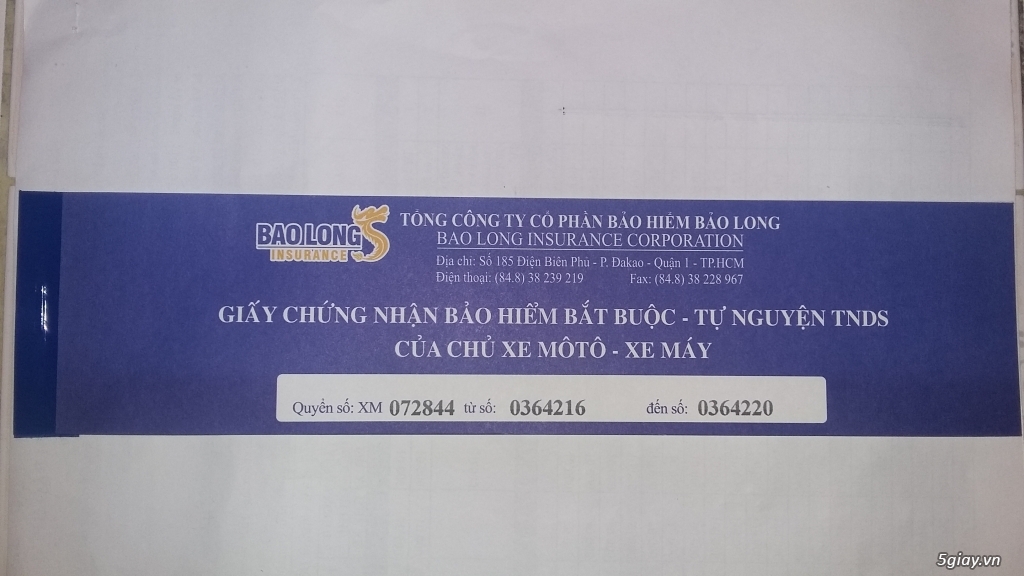 BAO LONG
INSURANCE
TỔNG CÔNG TY CỔ PHẦN BẢO HIỂM BẢO LONG
BAO LONG INSURANCE CORPORATION
Địa chỉ: Số 185 Điện Biên Phủ - P. Đakao - Quận 1 - TP.HCM
Điện thoại: (84.8) 38 239 219 Fax: (84.8) 38 228 967
GIẤY CHỨNG NHẬN BẢO HIỂM BẮT BUỘC - TỰ NGUYỆN TNDS
CỦA CHỦ XE MÔTÔ - XE MÁY
Quyển số: XM 072844 từ số: 0364216 đến số: 0364220
5giay.vn